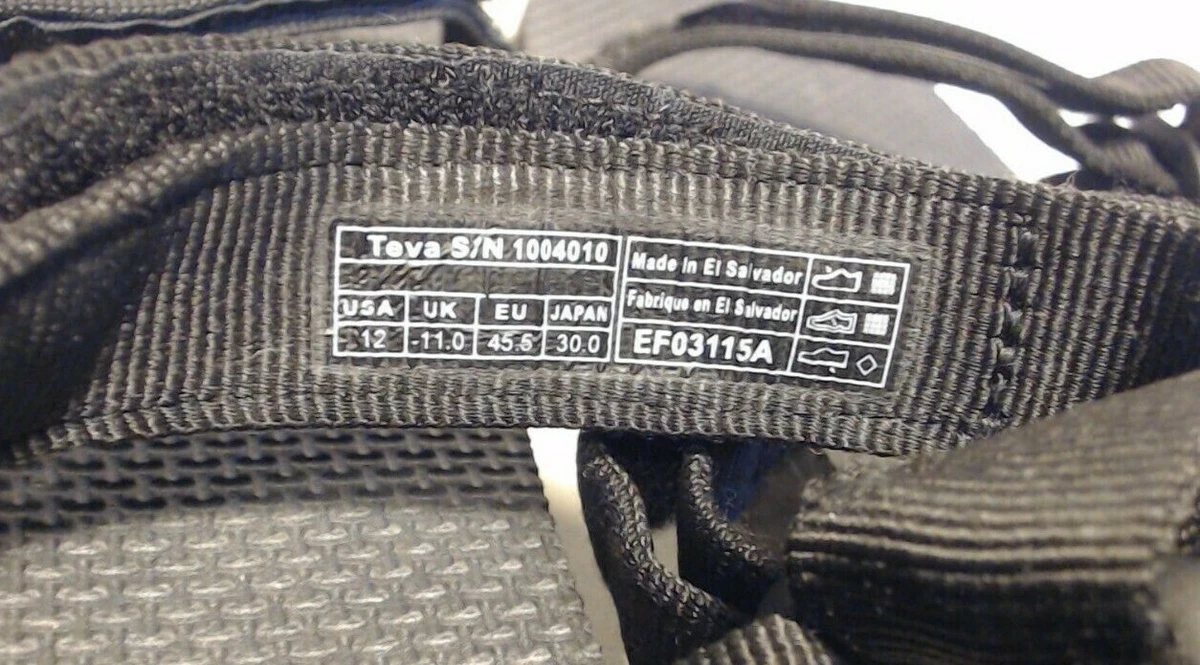 Teva S/N 1004010
USA UK EU JAPAN
12 -11.0 45.5 30.0
Made In El Salvador
Fabrique en El Salvador
EF03115A